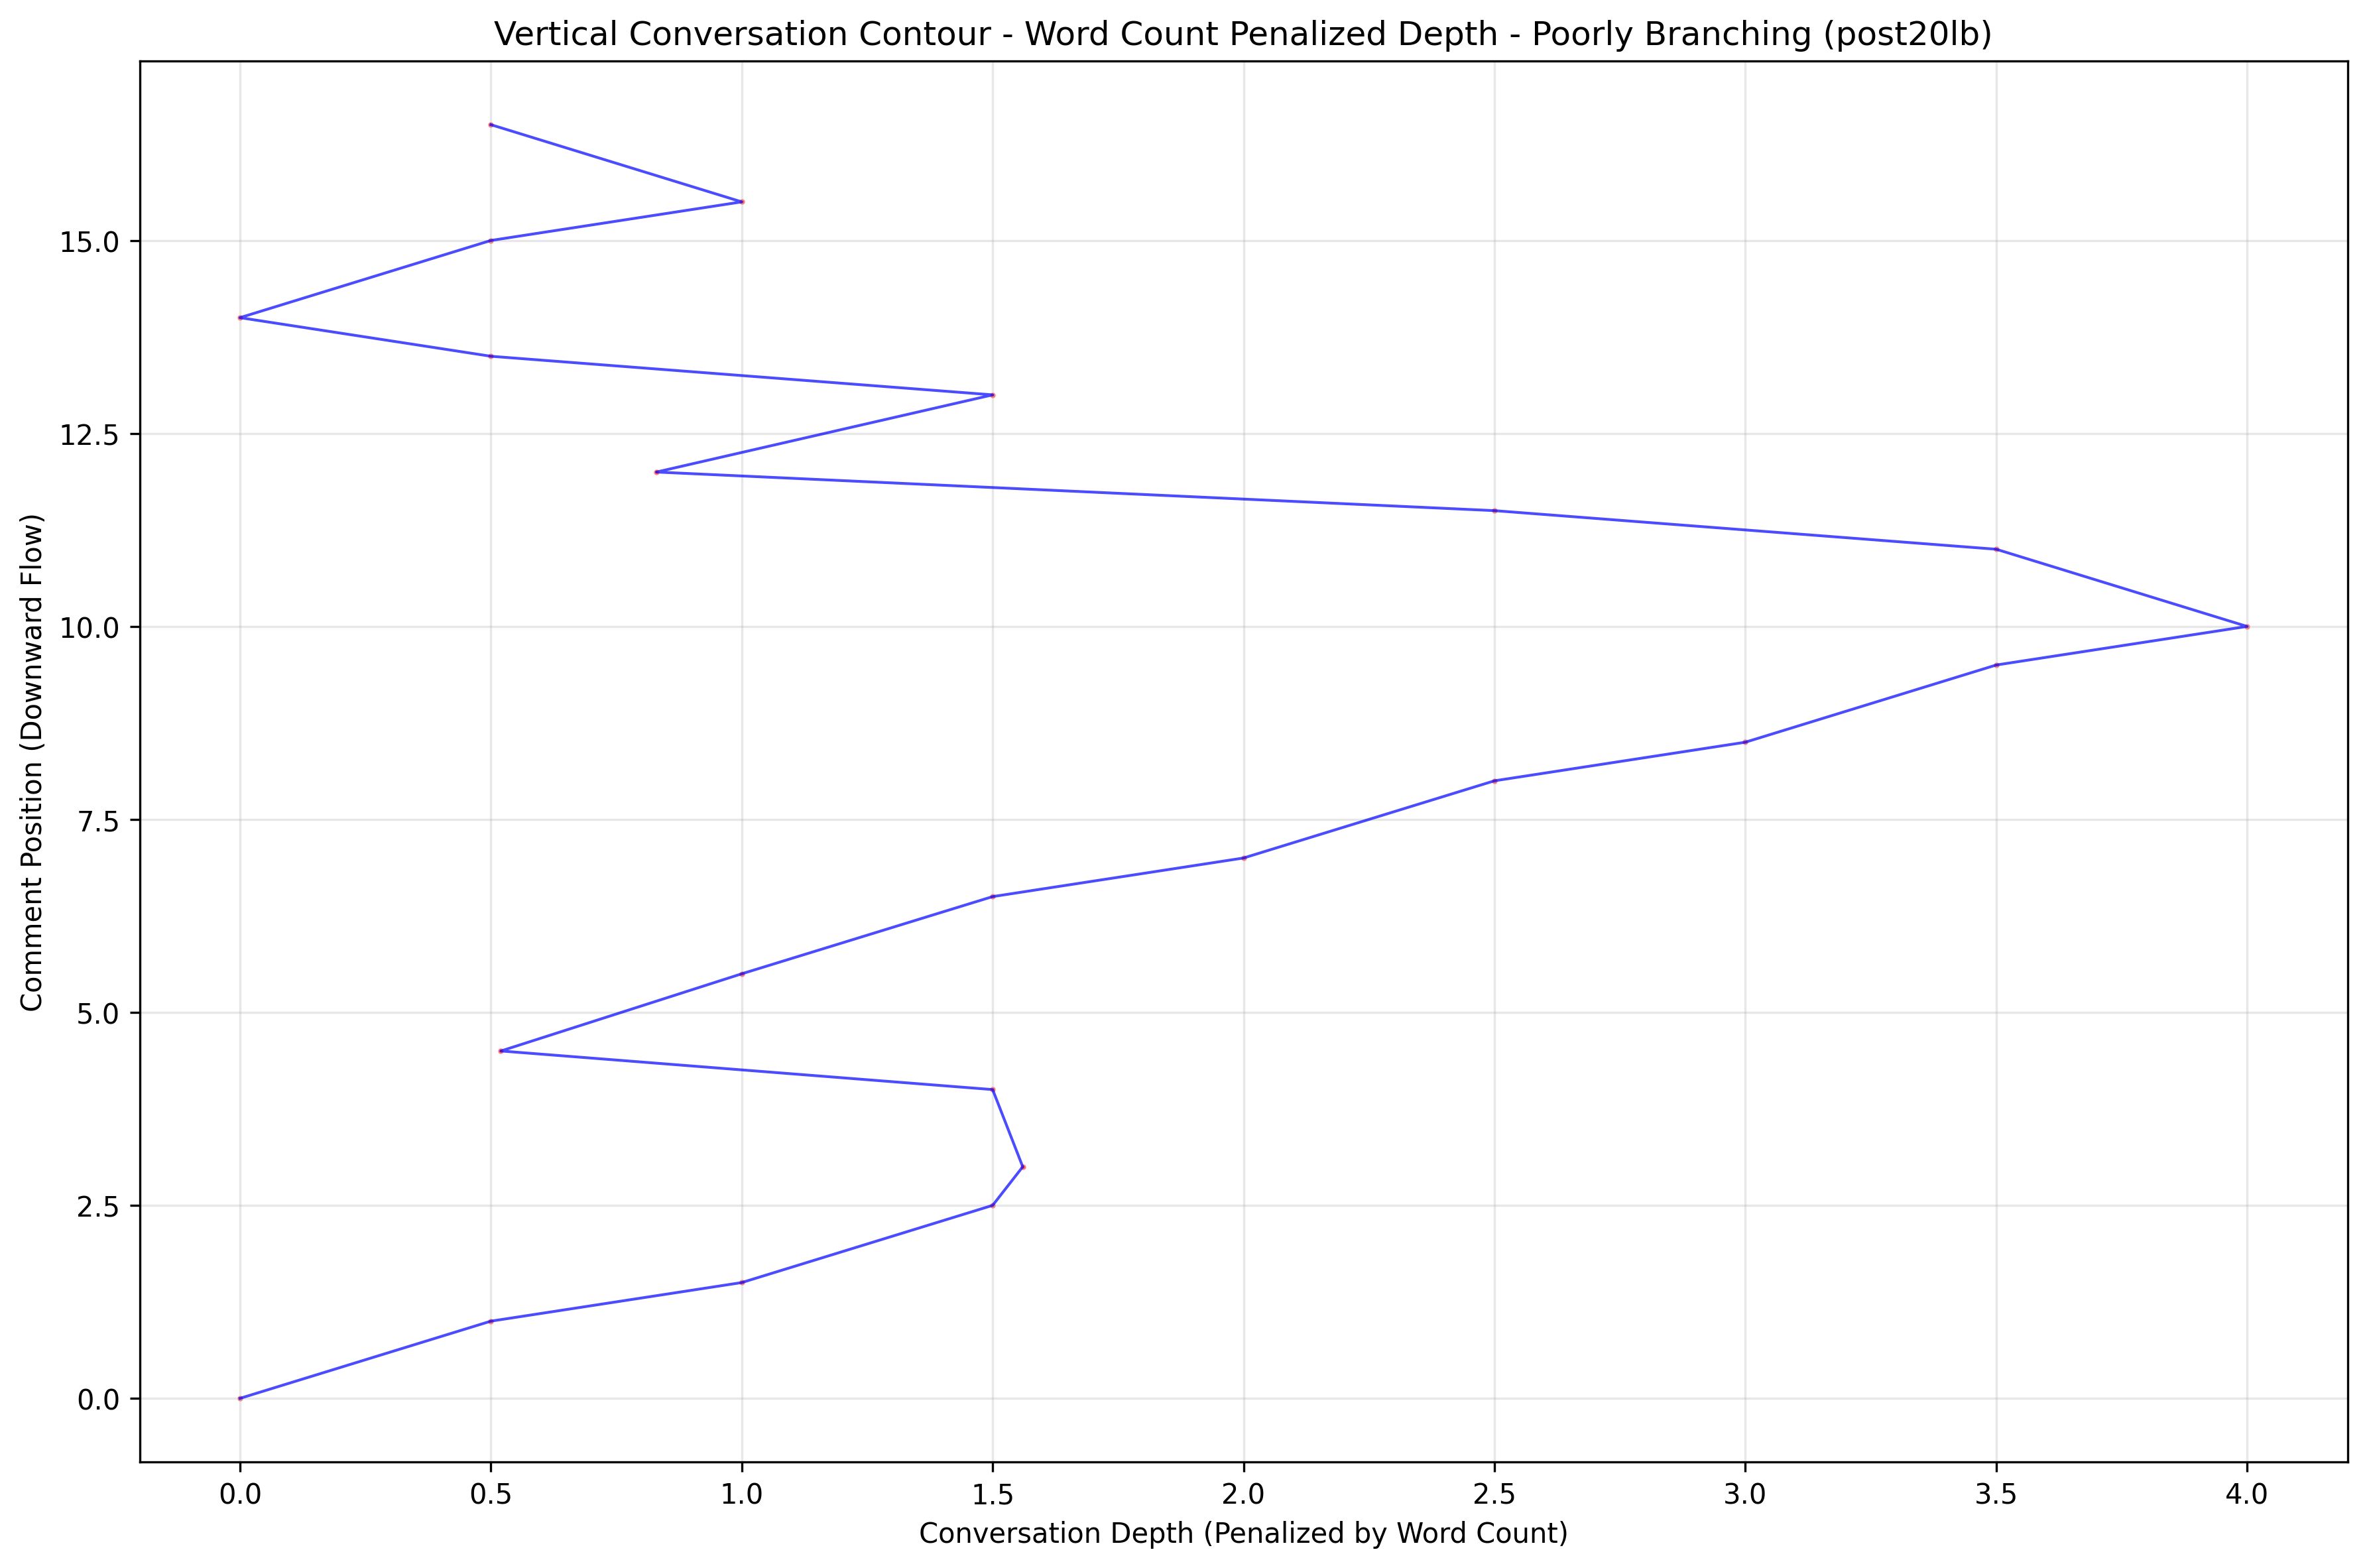 Vertical Conversation Contour - Word Count Penalized Depth - Poorly Branching (post20lb)
Comment Position (Downward Flow)
15.0
12.5
10.0
7.5
5.0
2.5
0.0
0.0 0.5 1.0 1.5 2.0 2.5 3.0 3.5 4.0
Conversation Depth (Penalized by Word Count)